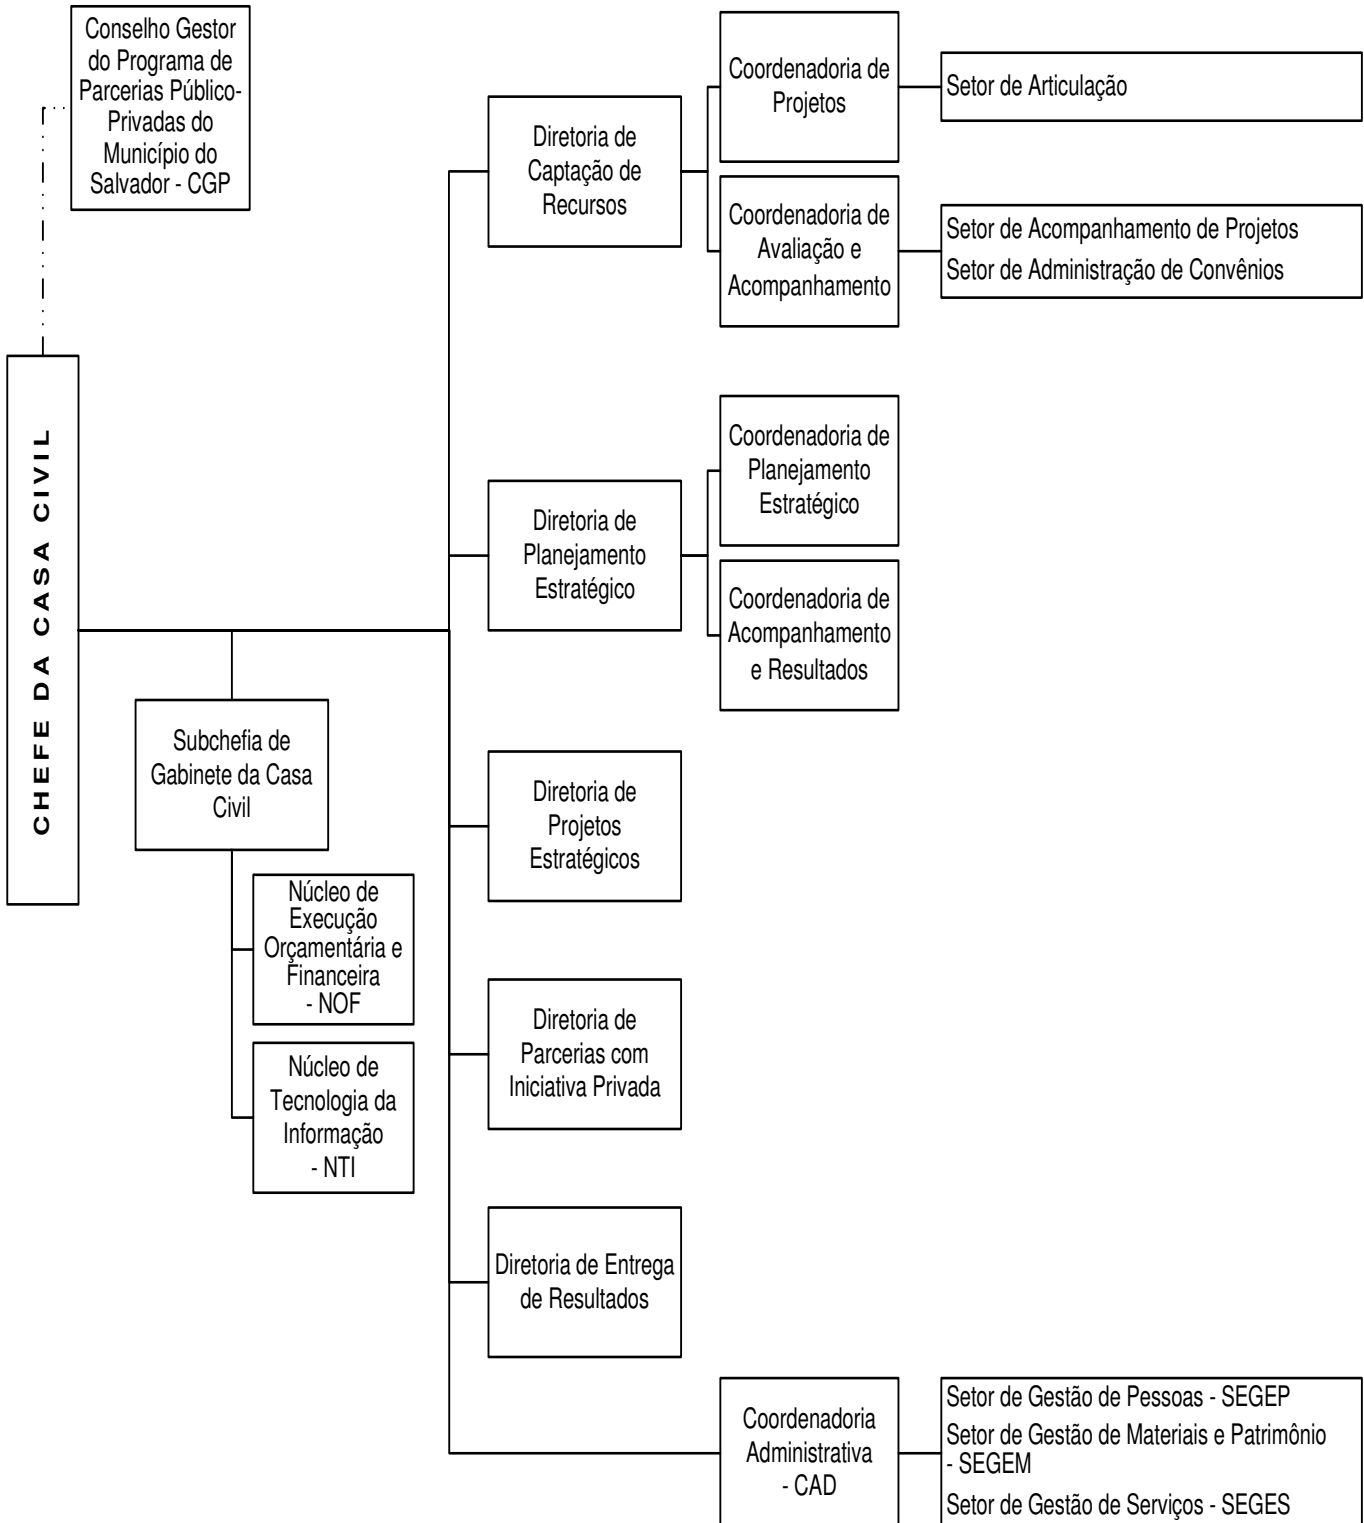 Conselho Gestor
do Programa de
Parcerias Público-
Privadas do
Município do
Salvador - CGP
CHEFE DA CASA CIVIL
Subchefia de
Gabinete da Casa
Civil
Núcleo de
Execução
Orçamentária e
Financeira
- NOF
Núcleo de
Tecnologia da
Informação
- NTI
Diretoria de
Captação de
Recursos
Coordenadoria de
Projetos
Setor de Articulação
Coordenadoria de
Avaliação e
Acompanhamento
Setor de Acompanhamento de Projetos
Setor de Administração de Convênios
Diretoria de
Planejamento
Estratégico
Coordenadoria de
Planejamento
Estratégico
Coordenadoria de
Acompanhamento
e Resultados
Diretoria de
Projetos
Estratégicos
Diretoria de
Parcerias com
Iniciativa Privada
Diretoria de Entrega
de Resultados
Coordenadoria
Administrativa
- CAD
Setor de Gestão de Pessoas - SEGEP
Setor de Gestão de Materiais e Patrimônio
- SEGEM
Setor de Gestão de Serviços - SEGES